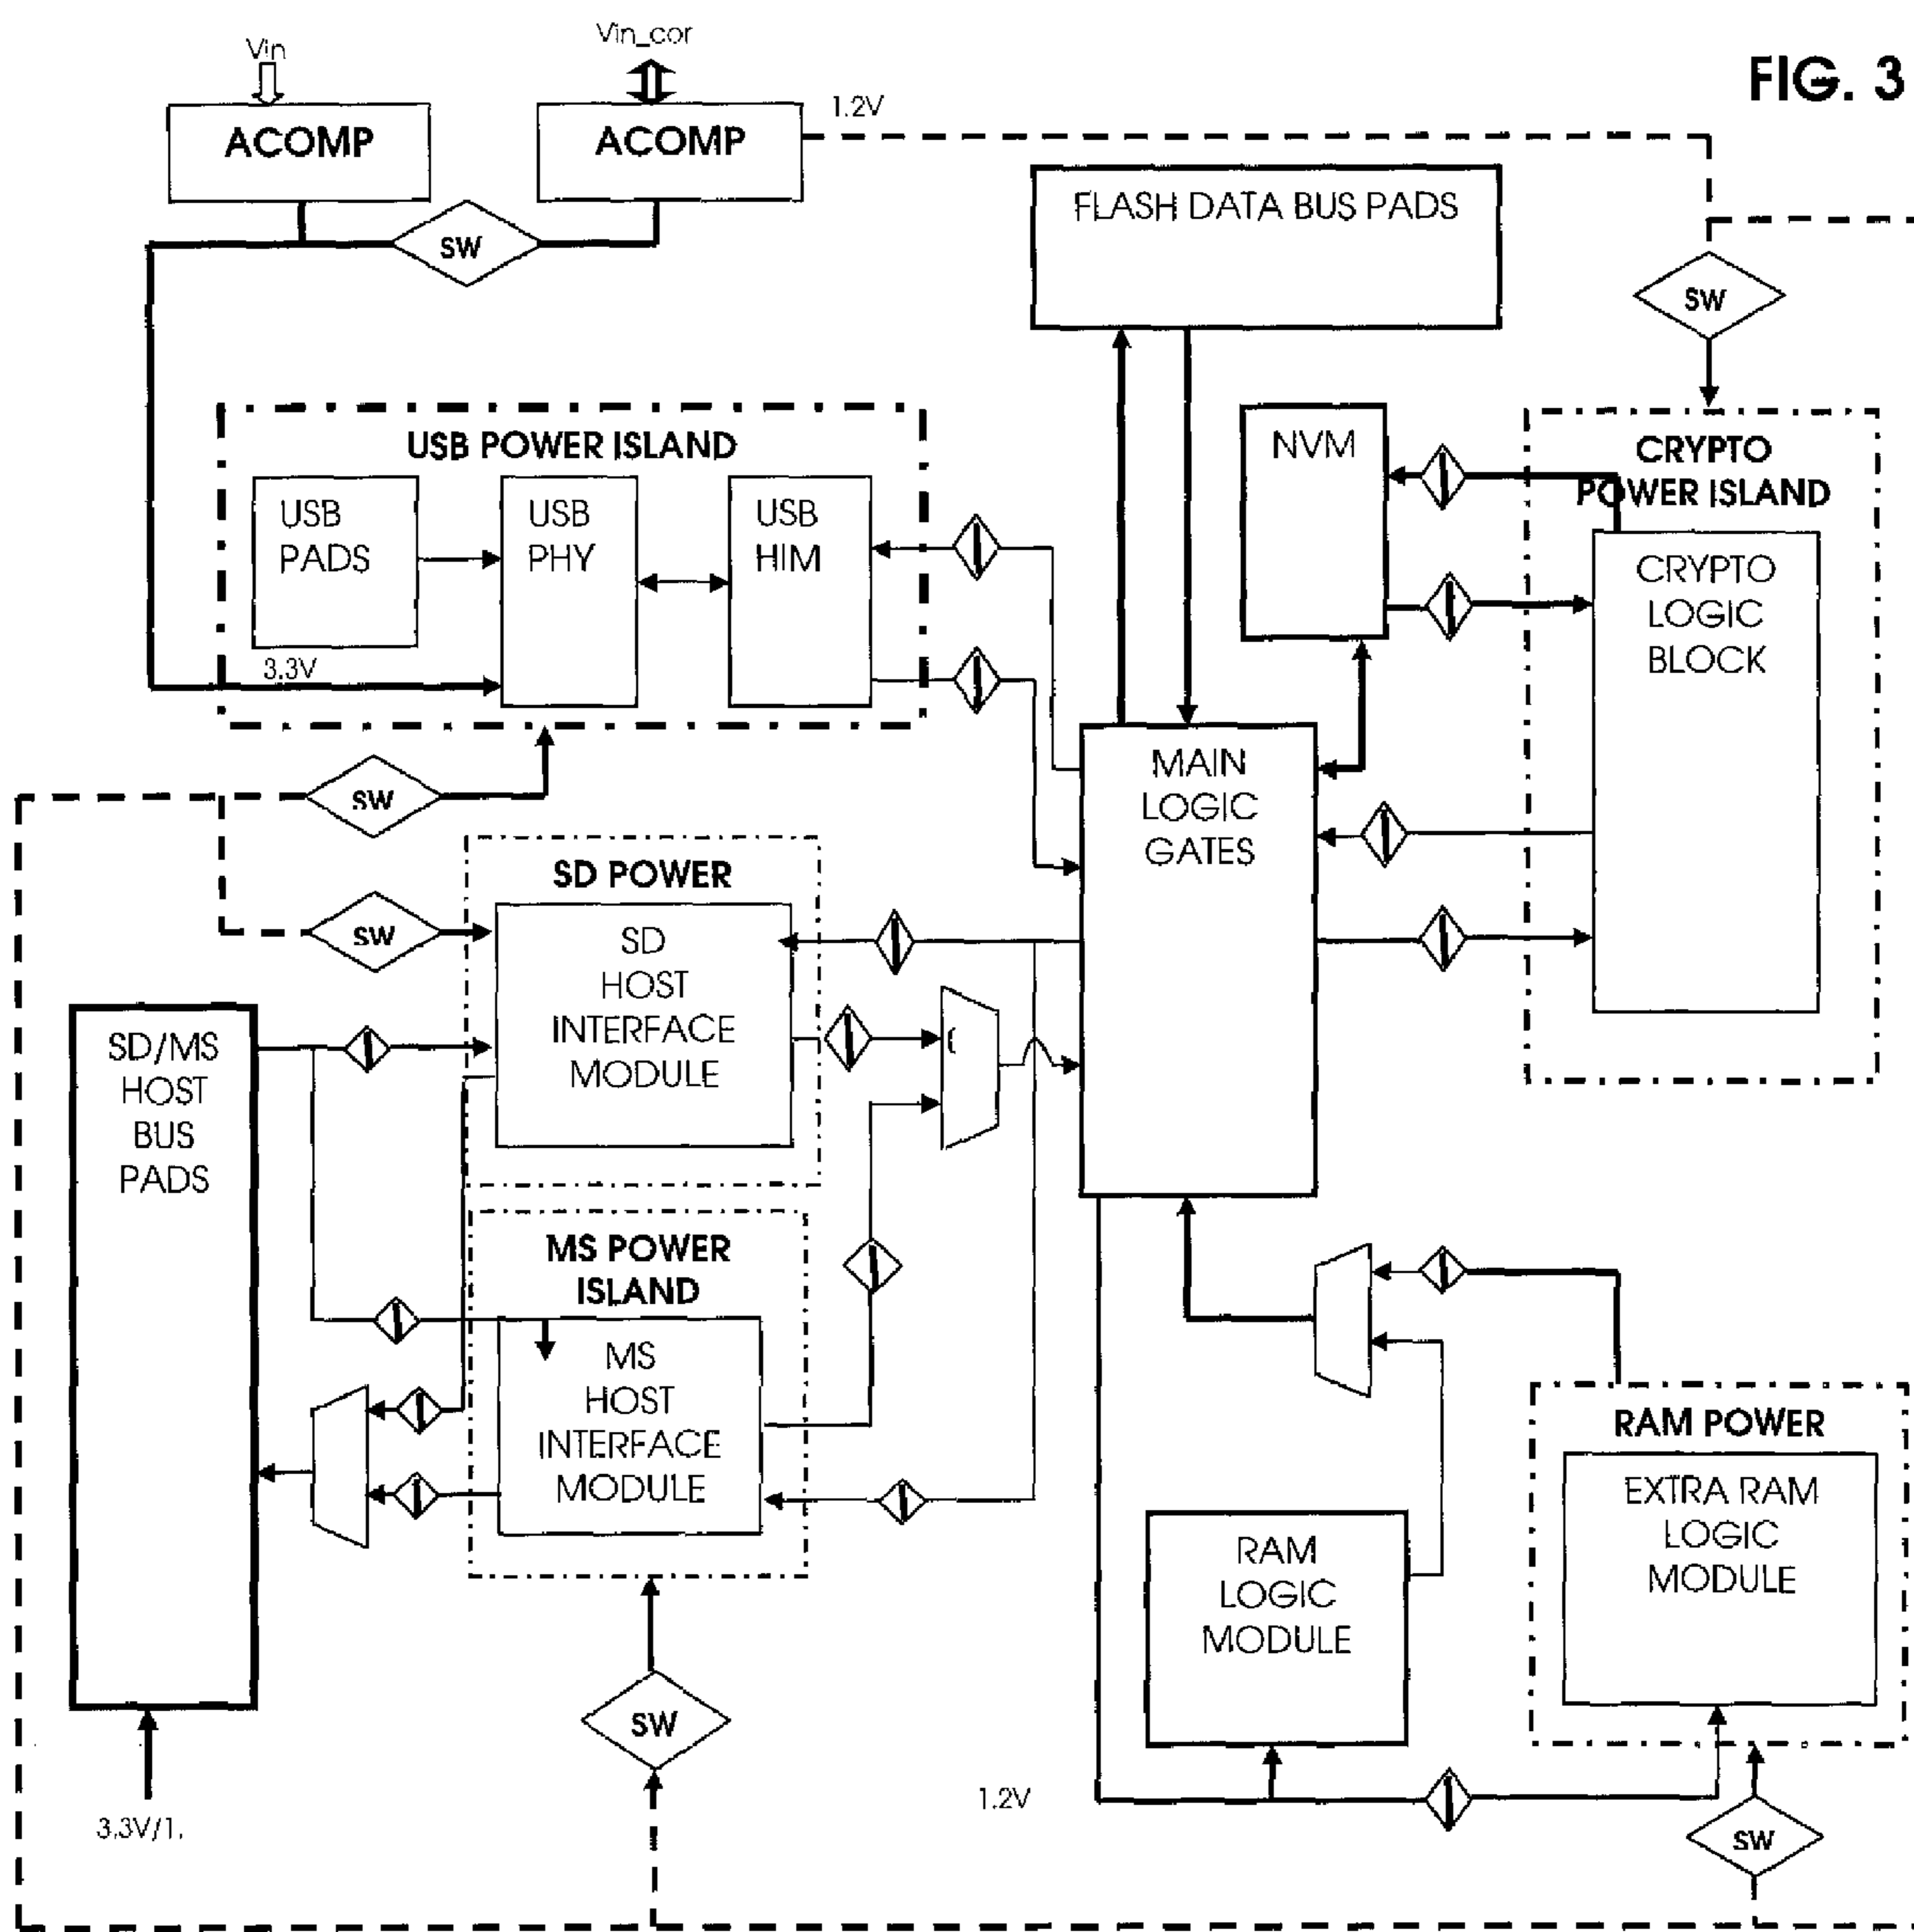 Vin
Vin_cor
FIG. 3
ACOMP
ACOMP
1.2V
SW
FLASH DATA BUS PADS
SW
USB POWER ISLAND
USB
PADS
USB
PHY
USB
HIM
3.3V
NVM
CRYPTO
POWER ISLAND
CRYPTO
LOGIC
BLOCK
SW
MAIN
LOGIC
GATES
SD POWER
SW
SD
HOST
INTERFACE
MODULE
SD/MS
HOST
BUS
PADS
MS POWER
ISLAND
MS
HOST
INTERFACE
MODULE
RAM POWER
EXTRA RAM
LOGIC
MODULE
RAM
LOGIC
MODULE
SW
1.2V
3.3V/1.
SW